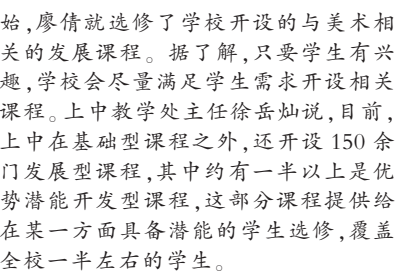 始,廖倩就选修了学校开设的与美术相
关的发展课程。据了解,只要学生有兴
趣,学校会尽量满足学生需求开设相关
课程。上中教学处主任徐岳灿说,目前,
上中在基础型课程之外,还开设 150 余
门发展型课程,其中约有一半以上是优
势潜能开发型课程,这部分课程提供给
在某一方面具备潜能的学生选修,覆盖
全校一半左右的学生。